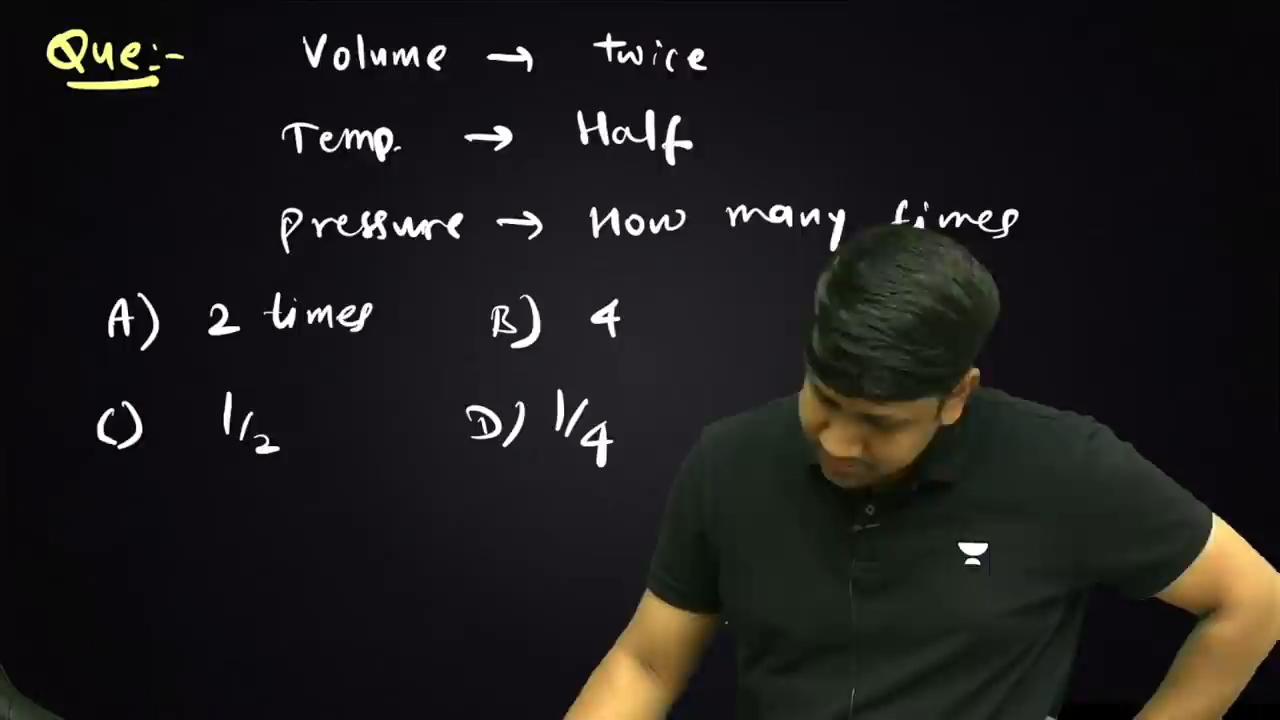 Que:-
Volume → twice
Temp. → Half
Pressure → How many times
A) 2 times B) 4
C) 1/2 D) 1/4